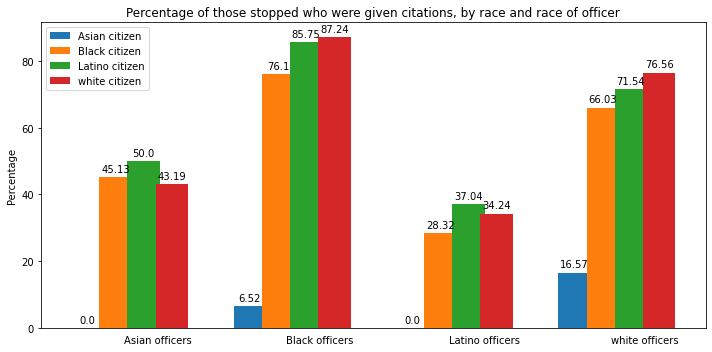 Percentage of those stopped who were given citations, by race and race of officer
Asian citizen
Black citizen
Latino citizen
white citizen
Percentage
80
60
40
20
0
0.0
45.13
50.0
43.19
6.52
76.1
85.75
87.24
0.0
28.32
37.04
34.24
16.57
66.03
71.54
76.56
Asian officers
Black officers
Latino officers
white officers